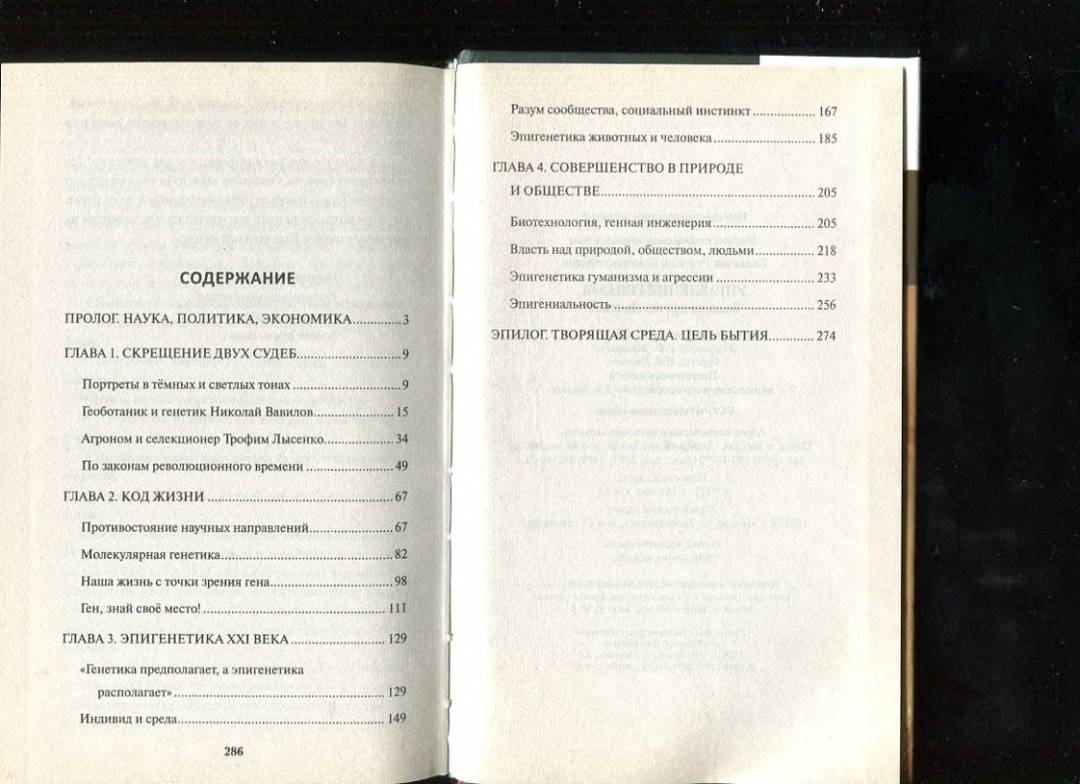 СОДЕРЖАНИЕ
ПРОЛОГ. НАУКА, ПОЛИТИКА, ЭКОНОМИКА............3
ГЛАВА 1. СКРЕЩЕНИЕ ДВУХ СУДЕБ............9
Портреты в тёмных и светлых тонах............9
Геоботаник и генетик Николай Вавилов............15
Агроном и селекционер Трофим Лысенко............34
По законам революционного времени............49
ГЛАВА 2. КОД ЖИЗНИ............67
Противостояние научных направлений............67
Молекулярная генетика............82
Наша жизнь с точки зрения гена............98
Ген, знай своё место!............111
ГЛАВА 3. ЭПИГЕНЕТИКА XXI ВЕКА............129
«Генетика предполагает, а эпигенетика
располагает»............129
Индивид и среда............149
286
Разум сообщества, социальный инстинкт............167
Эпигенетика животных и человека............185
ГЛАВА 4. СОВЕРШЕНСТВО В ПРИРОДЕ
И ОБЩЕСТВЕ............205
Биотехнология, генная инженерия............205
Власть над природой, обществом, людьми............218
Эпигенетика гуманизма и агрессии............233
Эпигениальность............256
ЭПИЛОГ. ТВОРЯЩАЯ СРЕДА. ЦЕЛЬ БЫТИЯ............274